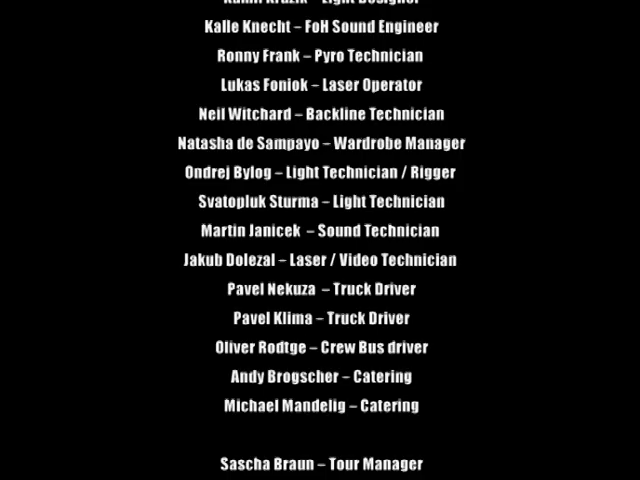 Kalle Knecht – FoH Sound Engineer
Ronny Frank – Pyro Technician
Lukas Foniok – Laser Operator
Neil Witchard – Backline Technician
Natasha de Sampayo – Wardrobe Manager
Ondrej Bylog – Light Technician / Rigger
Svatopluk Sturma – Light Technician
Martin Janicek – Sound Technician
Jakub Dolezal – Laser / Video Technician
Pavel Nekuza – Truck Driver
Pavel Klima – Truck Driver
Oliver Rodtge – Crew Bus driver
Andy Brogscher – Catering
Michael Mandelig – Catering
Sascha Braun – Tour Manager